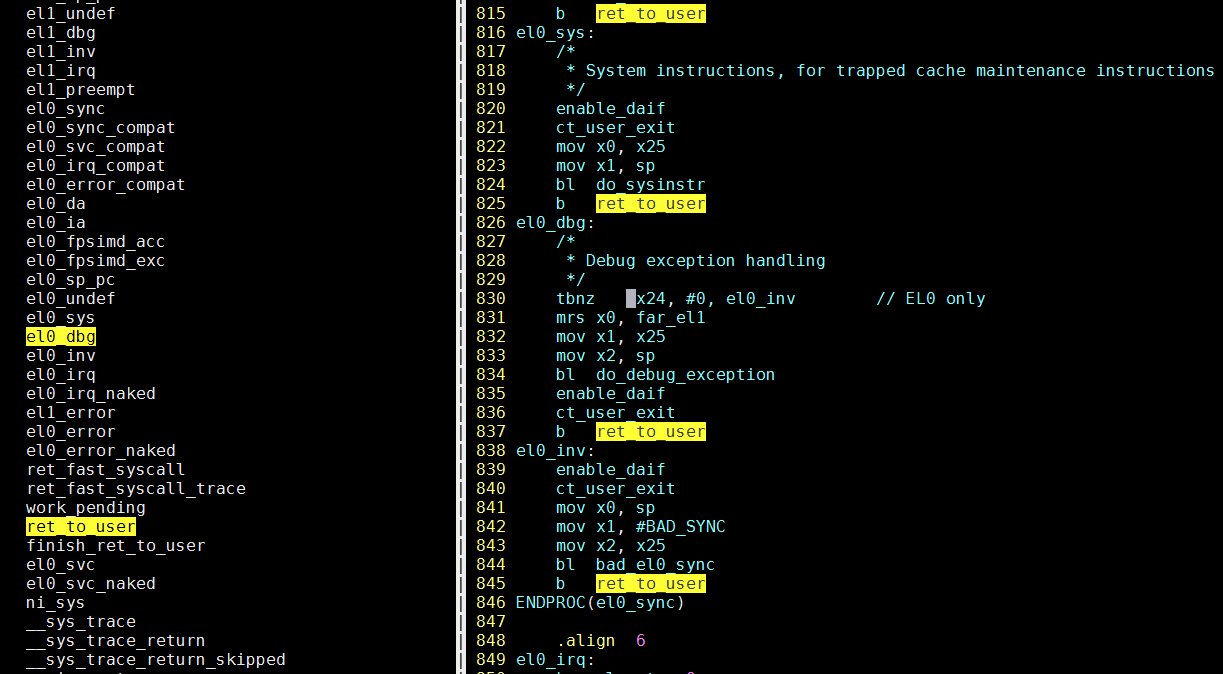 el1_undef
el1_dbg
el1_inv
el1_irq
el1_preempt
el0_sync
el0_sync_compat
el0_svc_compat
el0_irq_compat
el0_error_compat
el0_da
el0_ia
el0_fpsimd_acc
el0_fpsimd_exc
el0_sp_pc
el0_undef
el0_sys
el0_dbg
el0_inv
el0_irq
el0_irq_naked
el1_error
el0_error
el0_error_naked
ret_fast_syscall
ret_fast_syscall_trace
work_pending
ret_to_user
finish_ret_to_user
el0_svc
el0_svc_naked
ni_sys
__sys_trace
__sys_trace_return
__sys_trace_return_skipped
815     b   ret_to_user
816 el0_sys:
817     /*
818      * System instructions, for trapped cache maintenance instructions
819      */
820     enable_daif
821     ct_user_exit
822     mov x0, x25
823     mov x1, sp
824     bl  do_sysinstr
825     b   ret_to_user
826 el0_dbg:
827     /*
828      * Debug exception handling
829      */
830     tbnz    x24, #0, el0_inv        // EL0 only
831     mrs x0, far_el1
832     mov x1, x25
833     mov x2, sp
834     bl  do_debug_exception
835     enable_daif
836     ct_user_exit
837     b   ret_to_user
838 el0_inv:
839     enable_daif
840     ct_user_exit
841     mov x0, sp
842     mov x1, #BAD_SYNC
843     mov x2, x25
844     bl  bad_el0_sync
845     b   ret_to_user
846 ENDPROC(el0_sync)
847
848     .align  6
849 el0_irq: